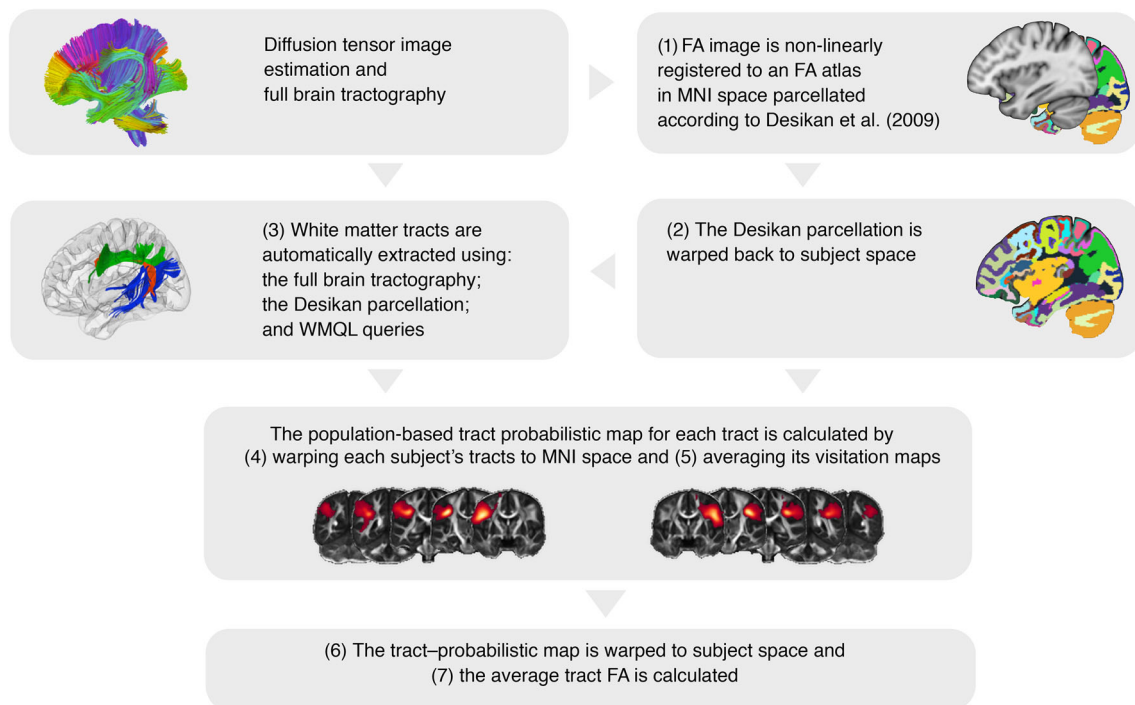 Diffusion tensor image
estimation and
full brain tractography
(1) FA image is non-linearly
registered to an FA atlas
in MNI space parcellated
according to Desikan et al. (2009)
(3) White matter tracts are
automatically extracted using:
the full brain tractography;
the Desikan parcellation;
and WMQL queries
(2) The Desikan parcellation is
warped back to subject space
The population-based tract probabilistic map for each tract is calculated by
(4) warping each subject’s tracts to MNI space and (5) averaging its visitation maps
(6) The tract–probabilistic map is warped to subject space and
(7) the average tract FA is calculated